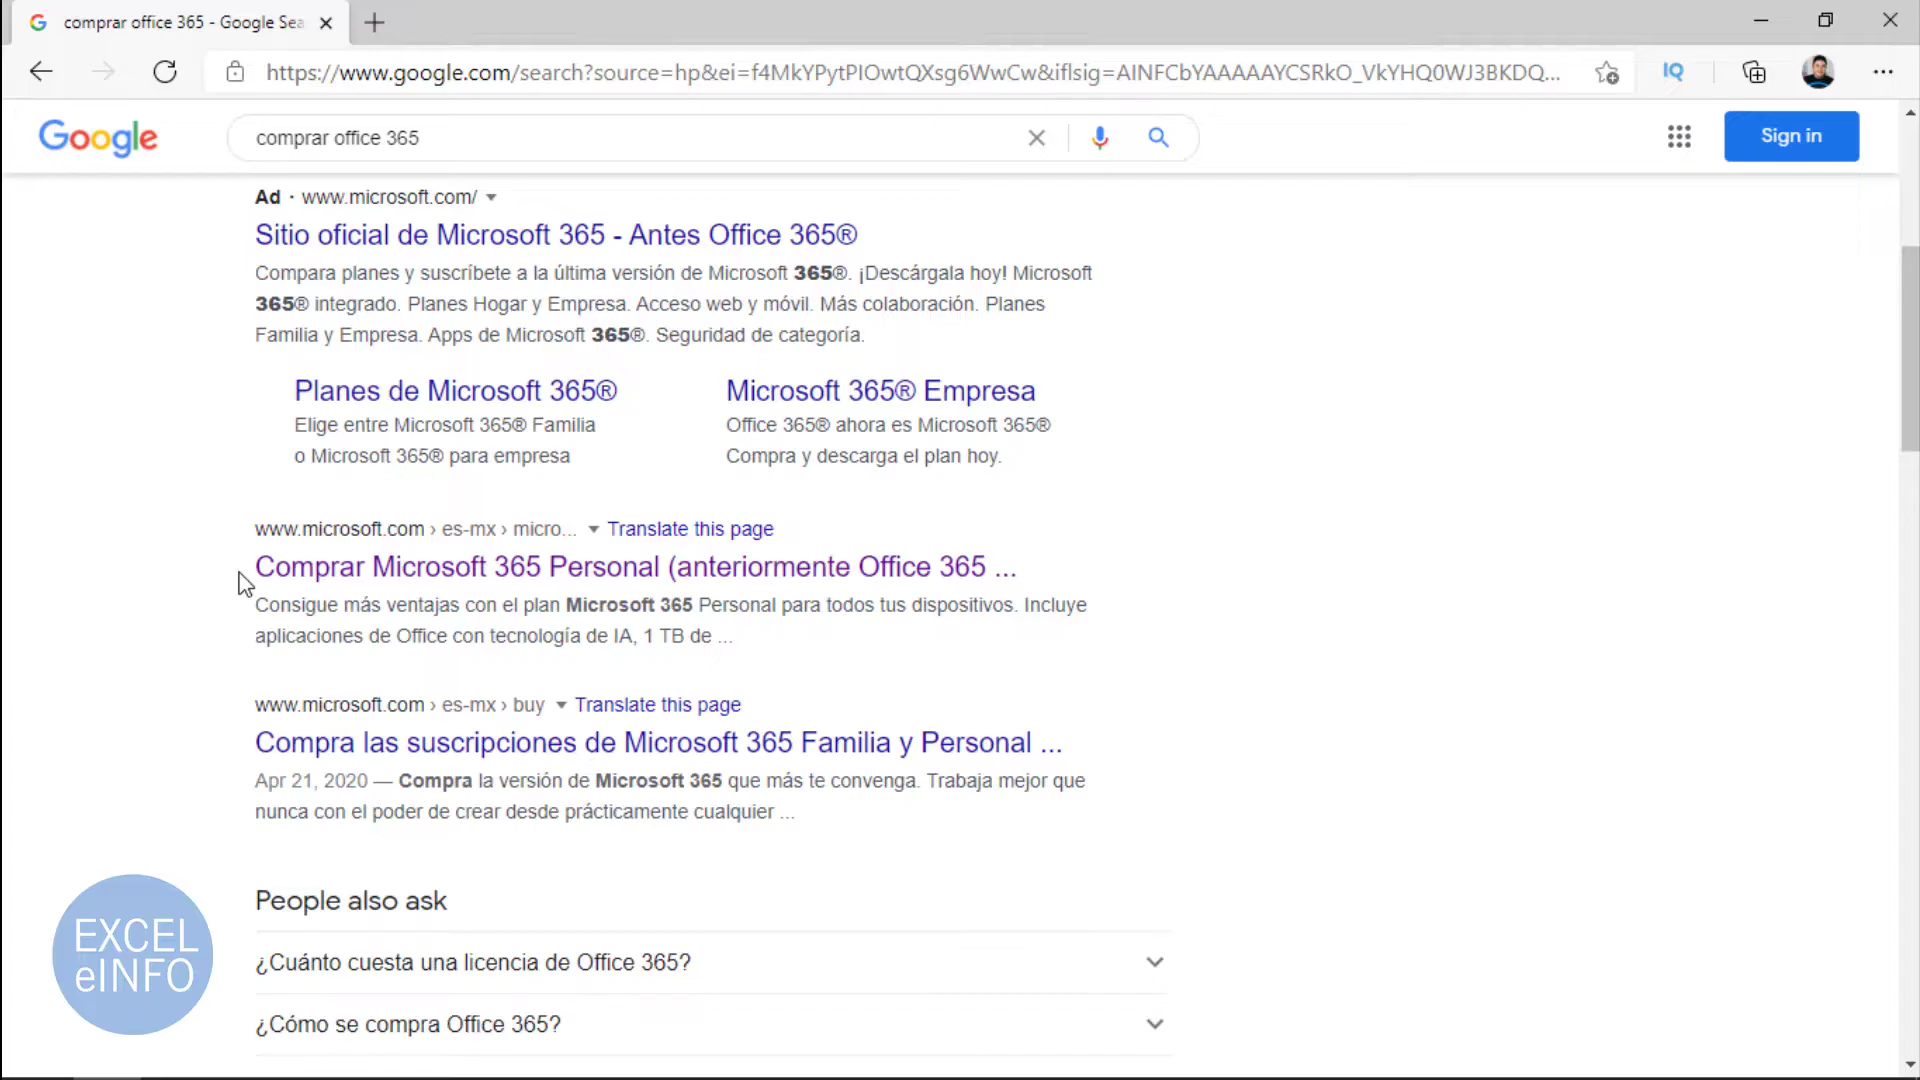 comprar office 365 - Google Sea
https://www.google.com/search?source=hp&ei=f4MkYPytPIOwtQXsg6WwCw&iflsig=AINFCbYAAAAAYCSRkO_VkYHQ0WJ3BKDQ...
IQ
Google
comprar office 365
Sign in
Ad · www.microsoft.com/
Sitio oficial de Microsoft 365 - Antes Office 365®
Compara planes y suscríbete a la última versión de Microsoft 365®. ¡Descárgala hoy! Microsoft
365® integrado. Planes Hogar y Empresa. Acceso web y móvil. Más colaboración. Planes
Familia y Empresa. Apps de Microsoft 365®. Seguridad de categoría.
Planes de Microsoft 365®
Elige entre Microsoft 365® Familia
o Microsoft 365® para empresa
Microsoft 365® Empresa
Office 365® ahora es Microsoft 365®
Compra y descarga el plan hoy.
www.microsoft.com › es-mx › micro... Translate this page
Comprar Microsoft 365 Personal (anteriormente Office 365 ...
Consigue más ventajas con el plan Microsoft 365 Personal para todos tus dispositivos. Incluye
aplicaciones de Office con tecnología de IA, 1 TB de ...
www.microsoft.com › es-mx › buy Translate this page
Compra las suscripciones de Microsoft 365 Familia y Personal ...
Apr 21, 2020 — Compra la versión de Microsoft 365 que más te convenga. Trabaja mejor que
nunca con el poder de crear desde prácticamente cualquier ...
People also ask
¿Cuánto cuesta una licencia de Office 365?
¿Cómo se compra Office 365?
EXCEL
eINFO